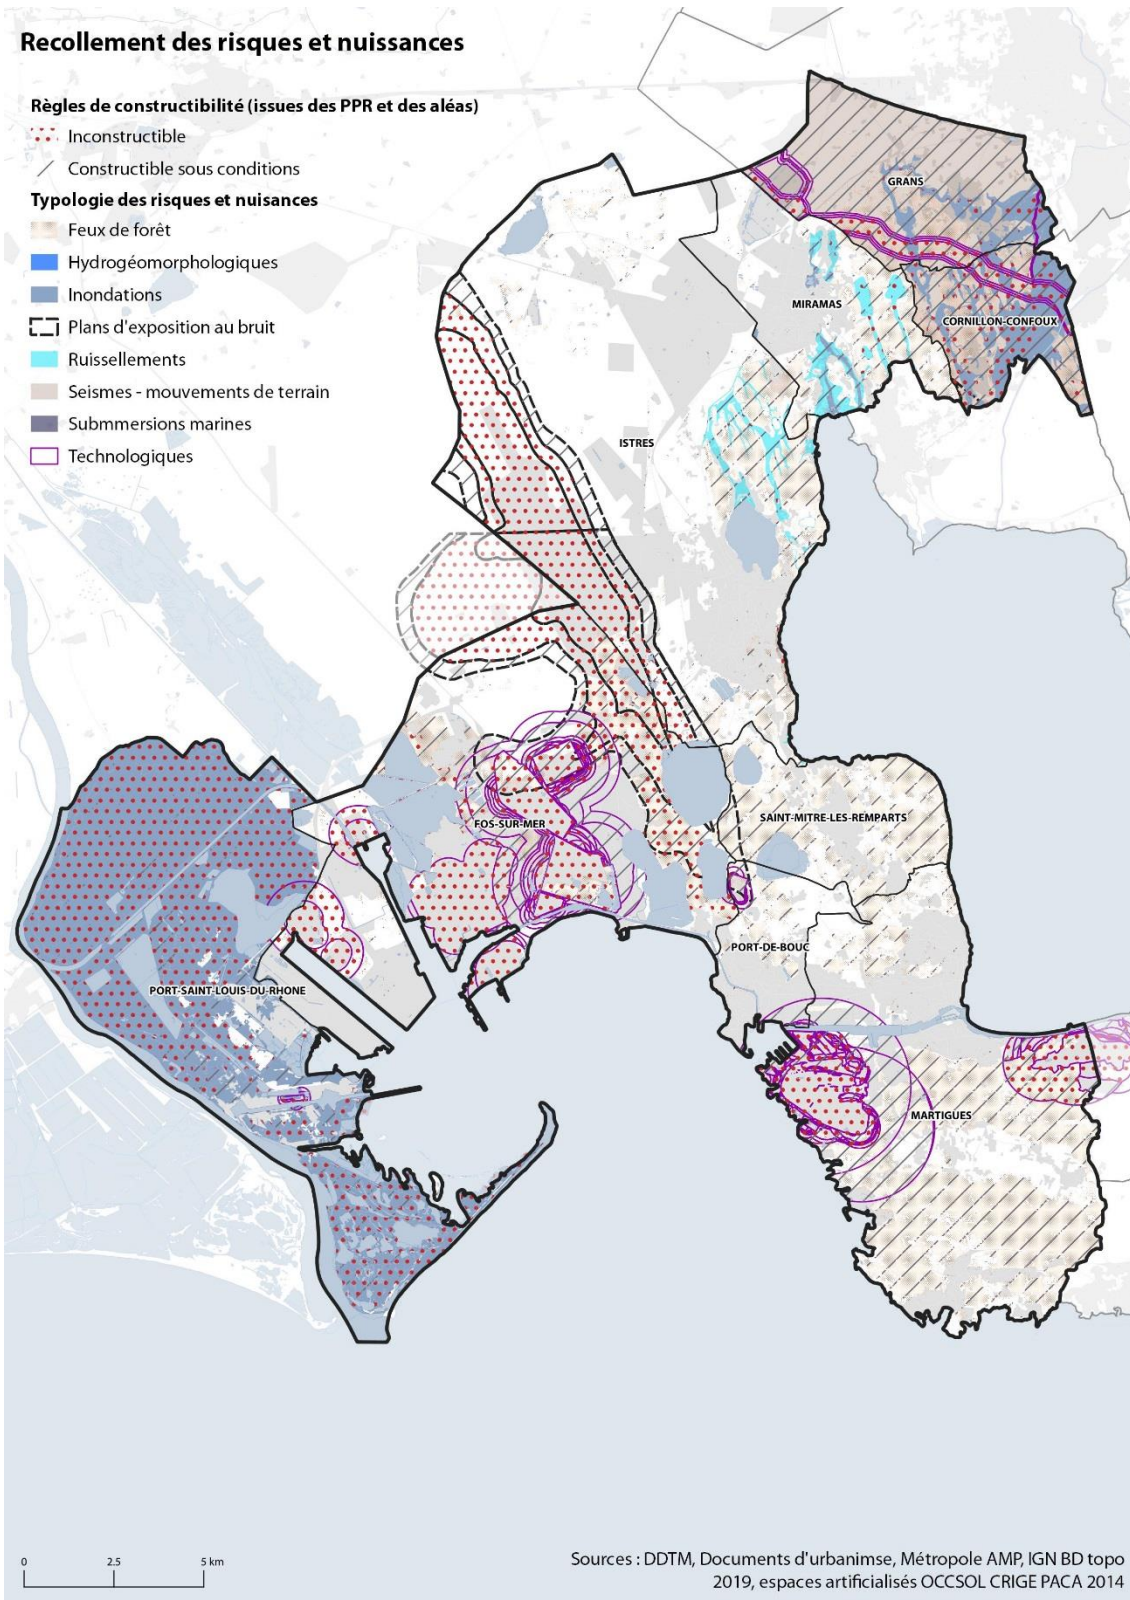 Recollement des risques et nuissances
Règles de constructibilité (issues des PPR et des aléas)
Inconstructible
Constructible sous conditions
Typologie des risques et nuisances
Feux de forêt
Hydrogéomorphologiques
Inondations
Plans d'exposition au bruit
Ruissellements
Seismes - mouvements de terrain
Submmersions marines
Technologiques
GRANS
MIRAMAS
CORNILLON-CONFOUX
ISTRES
SAINT-MITRE-LES-REMPARTS
FOS-SUR-MER
PORT-DE-BOUC
PORT-SAINT-LOUIS-DU-RHONE
MARTIGUES
0 2.5 5 km
Sources : DDTM, Documents d'urbanimse, Métropole AMP, IGN BD topo
2019, espaces artificialisés OCCSOL CRIGE PACA 2014